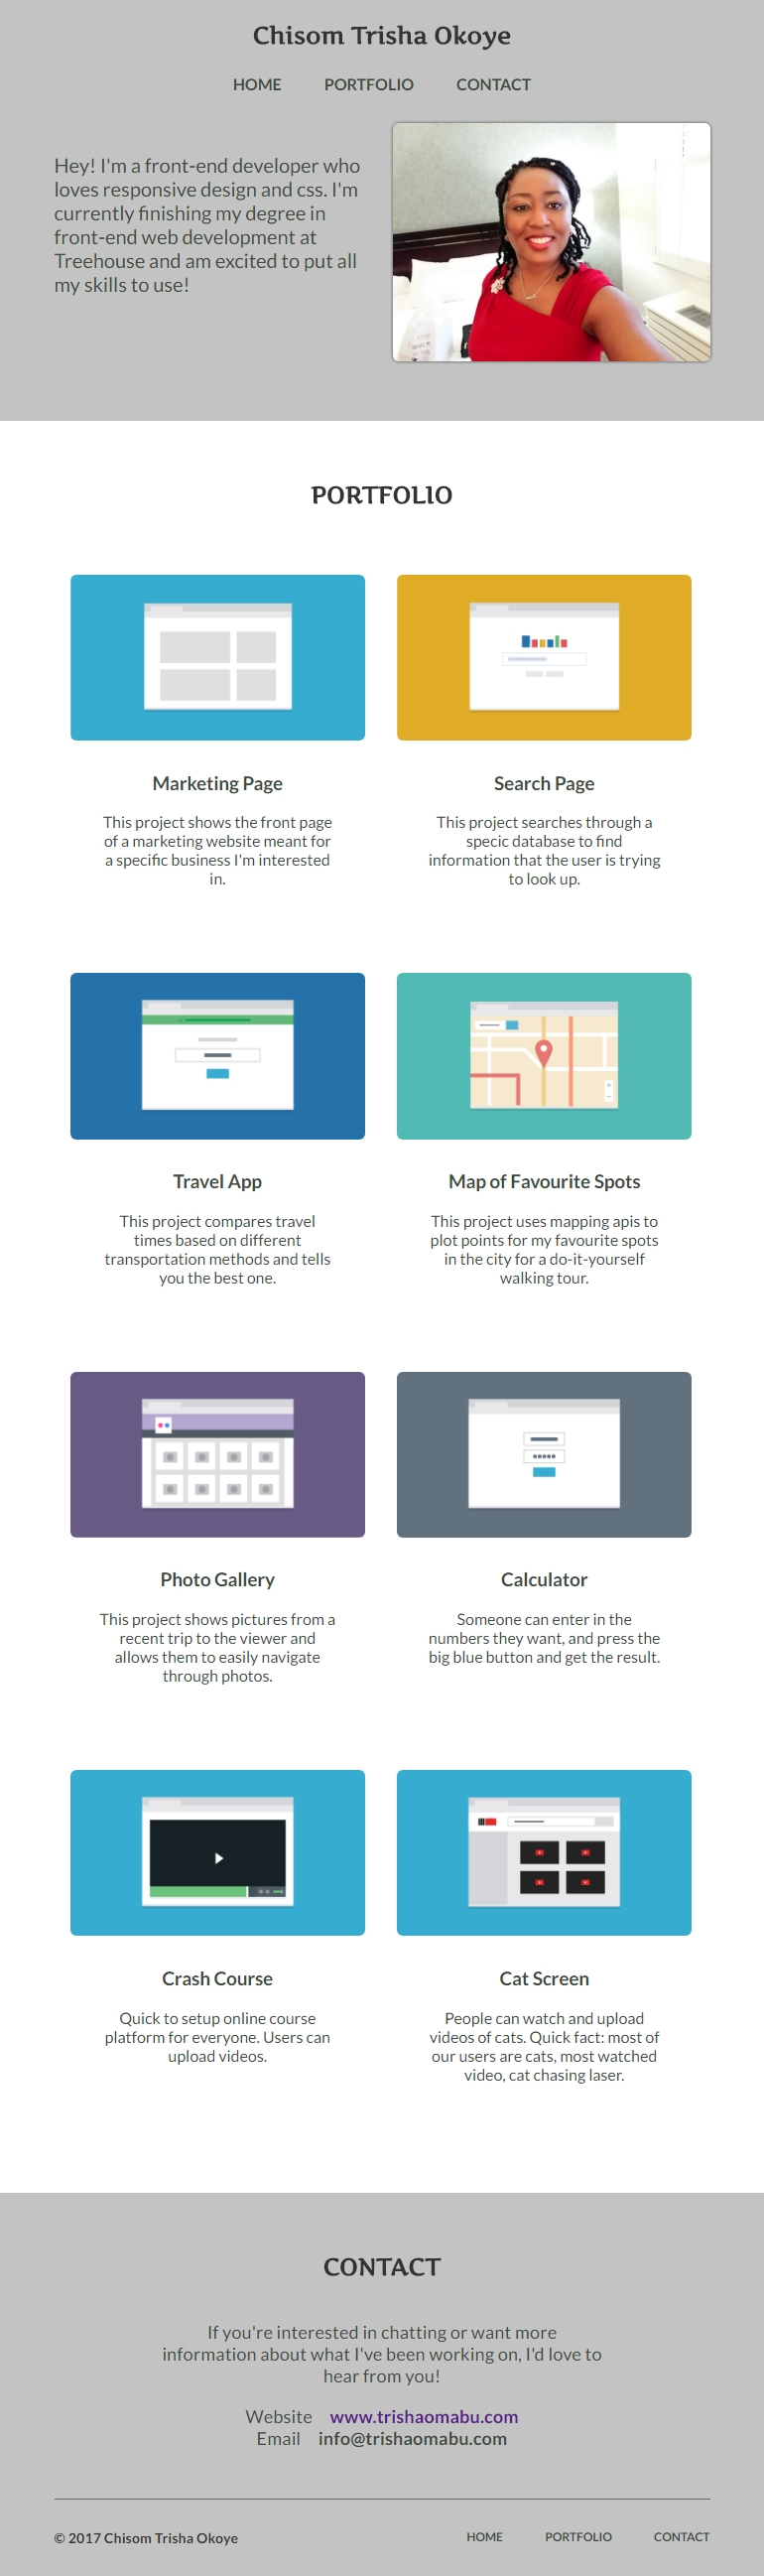 Chisom Trisha Okoye
HOME PORTFOLIO CONTACT
Hey! I'm a front-end developer who
loves responsive design and css. I'm
currently finishing my degree in
front-end web development at
Treehouse and am excited to put all
my skills to use!
PORTFOLIO
Marketing Page
This project shows the front page
of a marketing website meant for
a specific business I'm interested
in.
Search Page
This project searches through a
specic database to find
information that the user is trying
to look up.
Travel App
This project compares travel
times based on different
transportation methods and tells
you the best one.
Map of Favourite Spots
This project uses mapping apis to
plot points for my favourite spots
in the city for a do-it-yourself
walking tour.
Photo Gallery
This project shows pictures from a
recent trip to the viewer and
allows them to easily navigate
through photos.
Calculator
Someone can enter in the
numbers they want, and press the
big blue button and get the result.
Crash Course
Quick to setup online course
platform for everyone. Users can
upload videos.
Cat Screen
People can watch and upload
videos of cats. Quick fact: most of
our users are cats, most watched
video, cat chasing laser.
CONTACT
If you're interested in chatting or want more
information about what I've been working on, I'd love to
hear from you!
Website www.trishaomabu.com
Email info@trishaomabu.com
© 2017 Chisom Trisha Okoye
HOME PORTFOLIO CONTACT